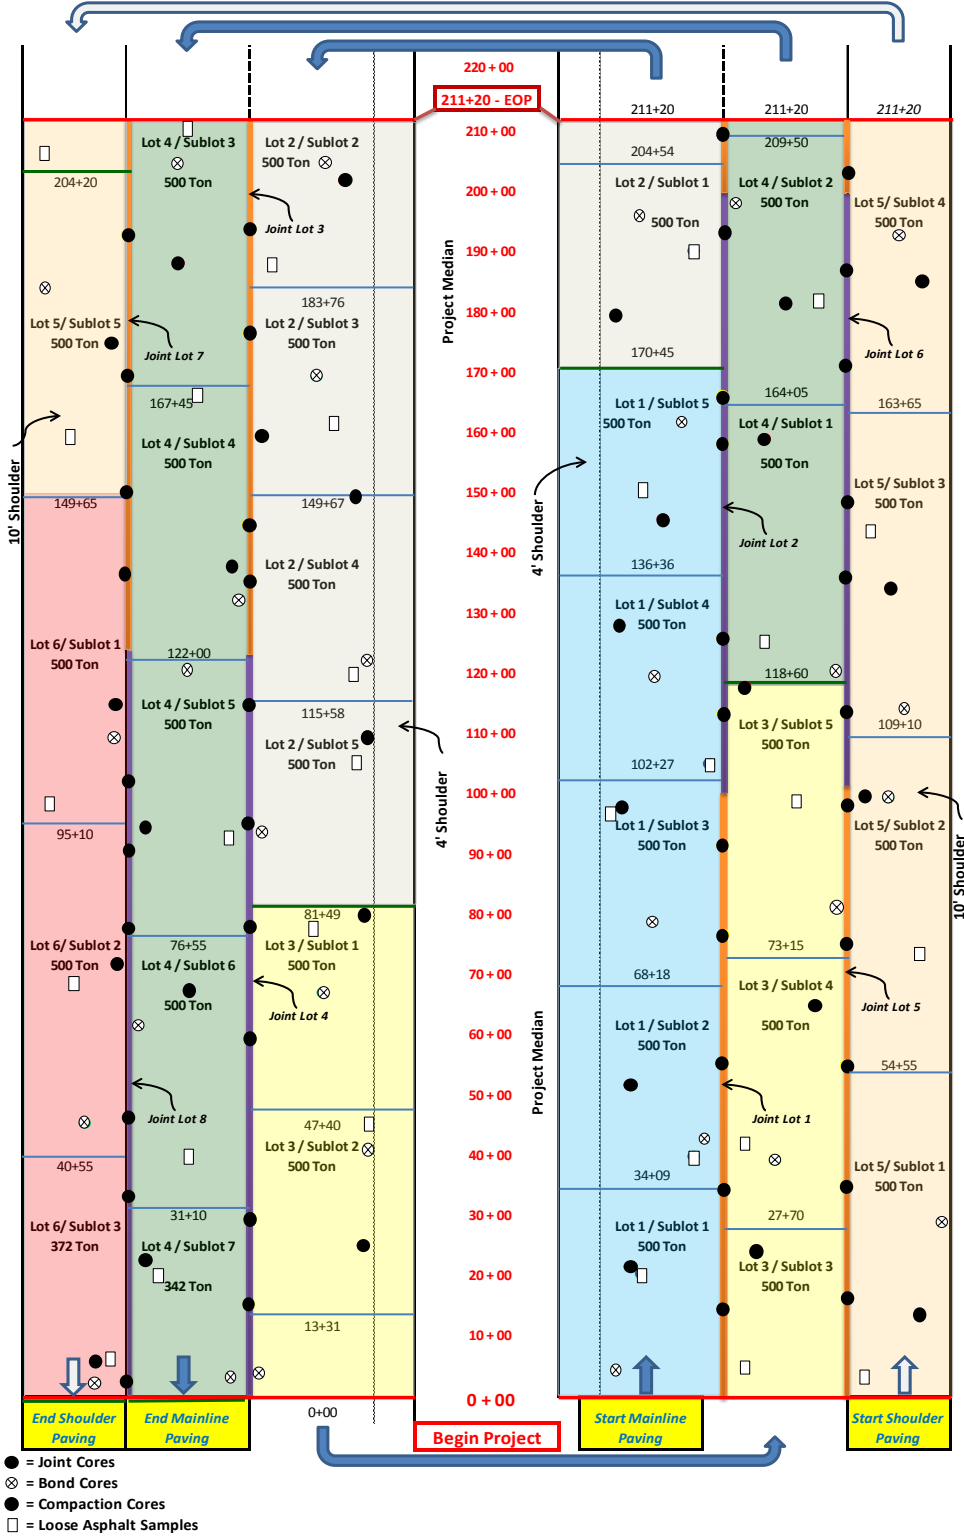 220 + 00
211+20 - EOP
211+20
211+20
211+20
210 + 00
Lot 4 / Sublot 3
500 Ton
Lot 2 / Sublot 2
500 Ton
204+20
Joint Lot 3
183+76
Lot 5/ Sublot 5
500 Ton
Joint Lot 7
Lot 2 / Sublot 3
500 Ton
167+45
Lot 4 / Sublot 4
500 Ton
10' Shoulder
149+65
149+67
Lot 2 / Sublot 4
500 Ton
Lot 6/ Sublot 1
500 Ton
122+00
Lot 4 / Sublot 5
500 Ton
115+58
Lot 2 / Sublot 5
500 Ton
4' Shoulder
95+10
81+49
Lot 6/ Sublot 2
500 Ton
76+55
Lot 4 / Sublot 6
500 Ton
Lot 3 / Sublot 1
500 Ton
Joint Lot 4
Joint Lot 8
47+40
Lot 3 / Sublot 2
500 Ton
40+55
31+10
Lot 6/ Sublot 3
372 Ton
Lot 4 / Sublot 7
342 Ton
13+31
End Shoulder
Paving
End Mainline
Paving
0+00
Project Median
200 + 00
190 + 00
180 + 00
170 + 00
160 + 00
150 + 00
140 + 00
130 + 00
120 + 00
110 + 00
100 + 00
90 + 00
80 + 00
70 + 00
60 + 00
50 + 00
40 + 00
30 + 00
20 + 00
10 + 00
0 + 00
Begin Project
Project Median
204+54
Lot 2 / Sublot 1
500 Ton
209+50
Lot 4 / Sublot 2
500 Ton
Lot 5/ Sublot 4
500 Ton
Joint Lot 6
170+45
Lot 1 / Sublot 5
500 Ton
164+05
163+65
Lot 4 / Sublot 1
500 Ton
4' Shoulder
Lot 5/ Sublot 3
500 Ton
Joint Lot 2
136+36
Lot 1 / Sublot 4
500 Ton
118+60
Lot 3 / Sublot 5
500 Ton
109+10
102+27
Lot 1 / Sublot 3
500 Ton
Lot 5/ Sublot 2
500 Ton
10' Shoulder
73+15
68+18
Lot 3 / Sublot 4
500 Ton
Joint Lot 5
Lot 1 / Sublot 2
500 Ton
54+55
Joint Lot 1
34+09
Lot 5/ Sublot 1
500 Ton
27+70
Lot 1 / Sublot 1
500 Ton
Lot 3 / Sublot 3
500 Ton
Start Mainline
Paving
Start Shoulder
Paving
= Joint Cores
= Bond Cores
= Compaction Cores
= Loose Asphalt Samples